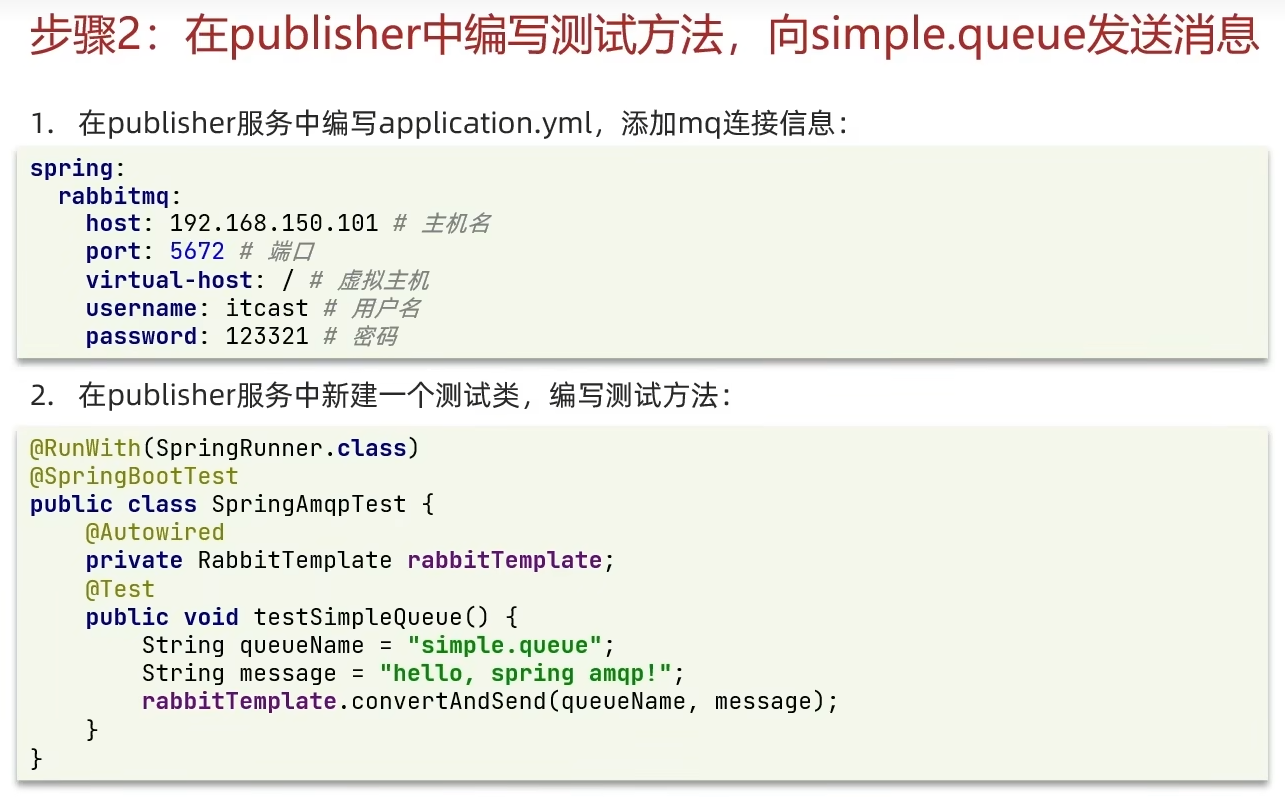 步骤2：在publisher中编写测试方法，向simple.queue发送消息
1. 在publisher服务中编写application.yml，添加mq连接信息：
spring:
  rabbitmq:
    host: 192.168.150.101 # 主机名
    port: 5672 # 端口
    virtual-host: / # 虚拟主机
    username: itcast # 用户名
    password: 123321 # 密码
2. 在publisher服务中新建一个测试类，编写测试方法：
@RunWith(SpringRunner.class)
@SpringBootTest
public class SpringAmqpTest {
    @Autowired
    private RabbitTemplate rabbitTemplate;
    @Test
    public void testSimpleQueue() {
        String queueName = "simple.queue";
        String message = "hello, spring amqp!";
        rabbitTemplate.convertAndSend(queueName, message);
    }
}